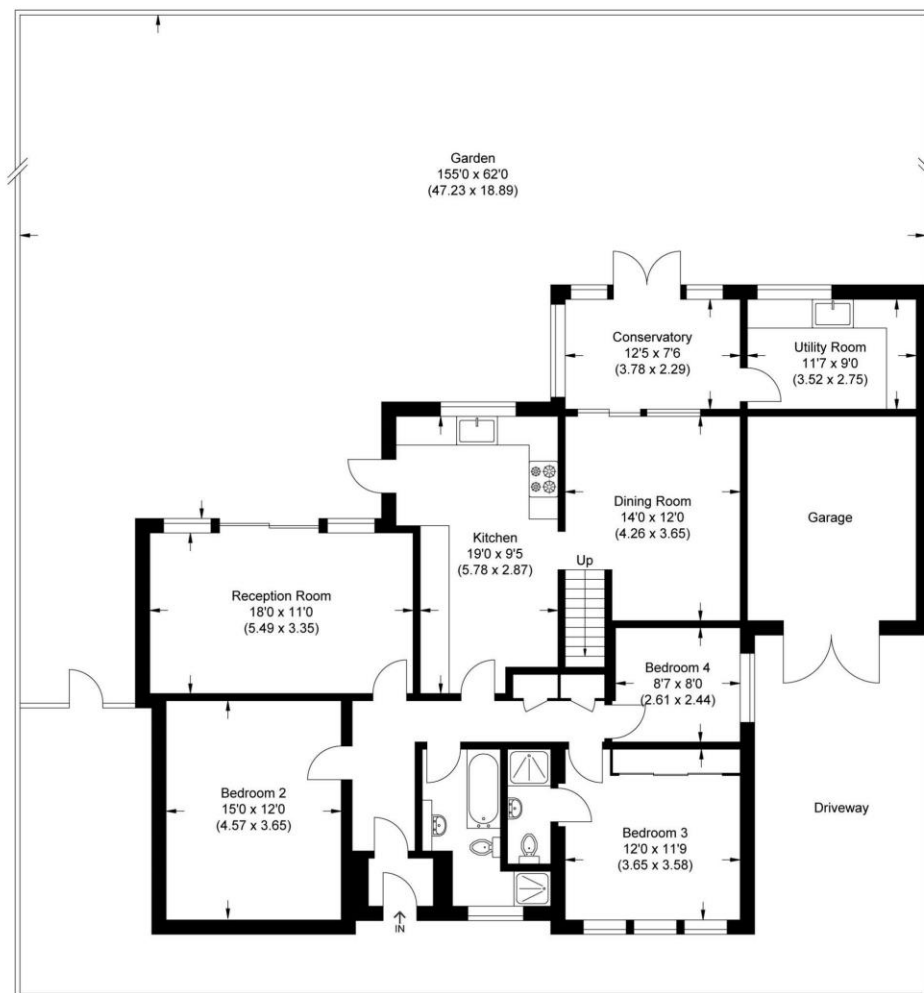 Garden
155'0 x 62'0
(47.23 x 18.89)
Conservatory
12'5 x 7'6
(3.78 x 2.29)
Utility Room
11'7 x 9'0
(3.52 x 2.75)
Dining Room
14'0 x 12'0
(4.26 x 3.65)
Garage
Kitchen
19'0 x 9'5
(5.78 x 2.87)
Up
Reception Room
18'0 x 11'0
(5.49 x 3.35)
Bedroom 4
8'7 x 8'0
(2.61 x 2.44)
Bedroom 2
15'0 x 12'0
(4.57 x 3.65)
Bedroom 3
12'0 x 11'9
(3.65 x 3.58)
Driveway
IN